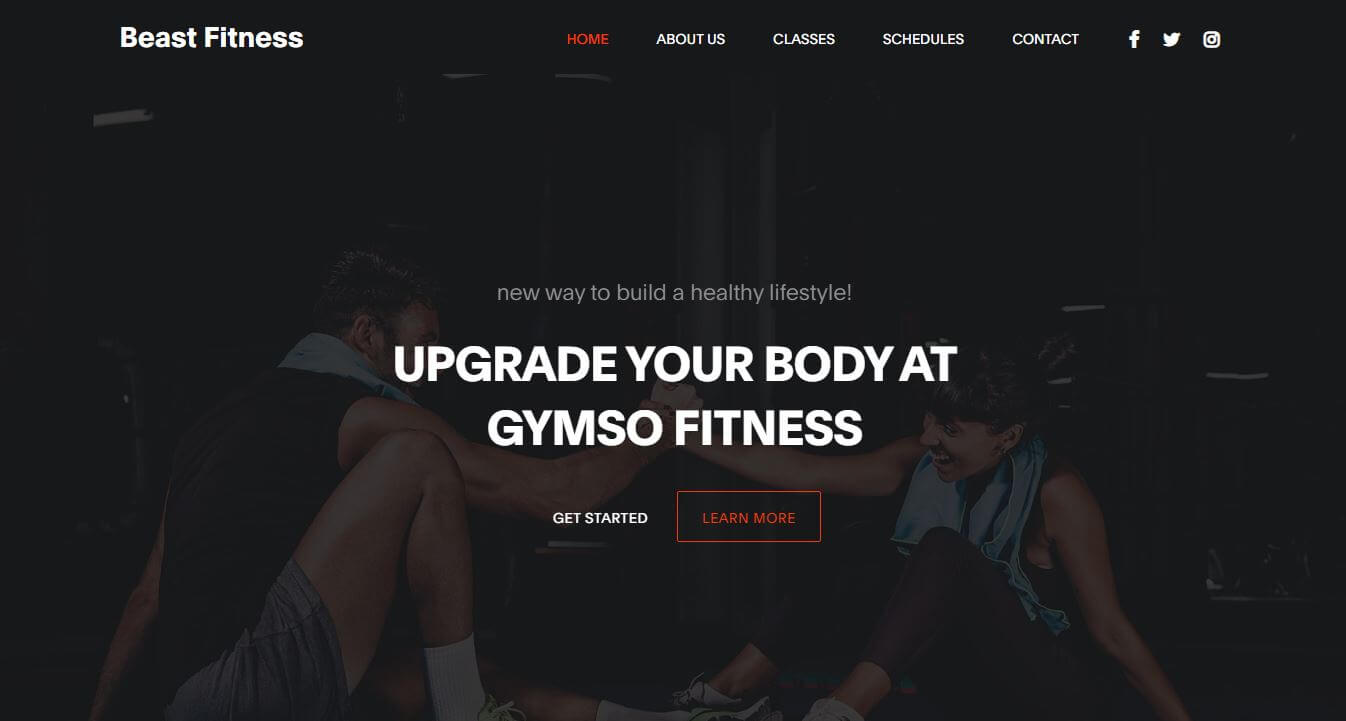 Beast Fitness
HOME ABOUT US CLASSES SCHEDULES CONTACT
new way to build a healthy lifestyle!
UPGRADE YOUR BODY AT
GYMSO FITNESS
GET STARTED LEARN MORE